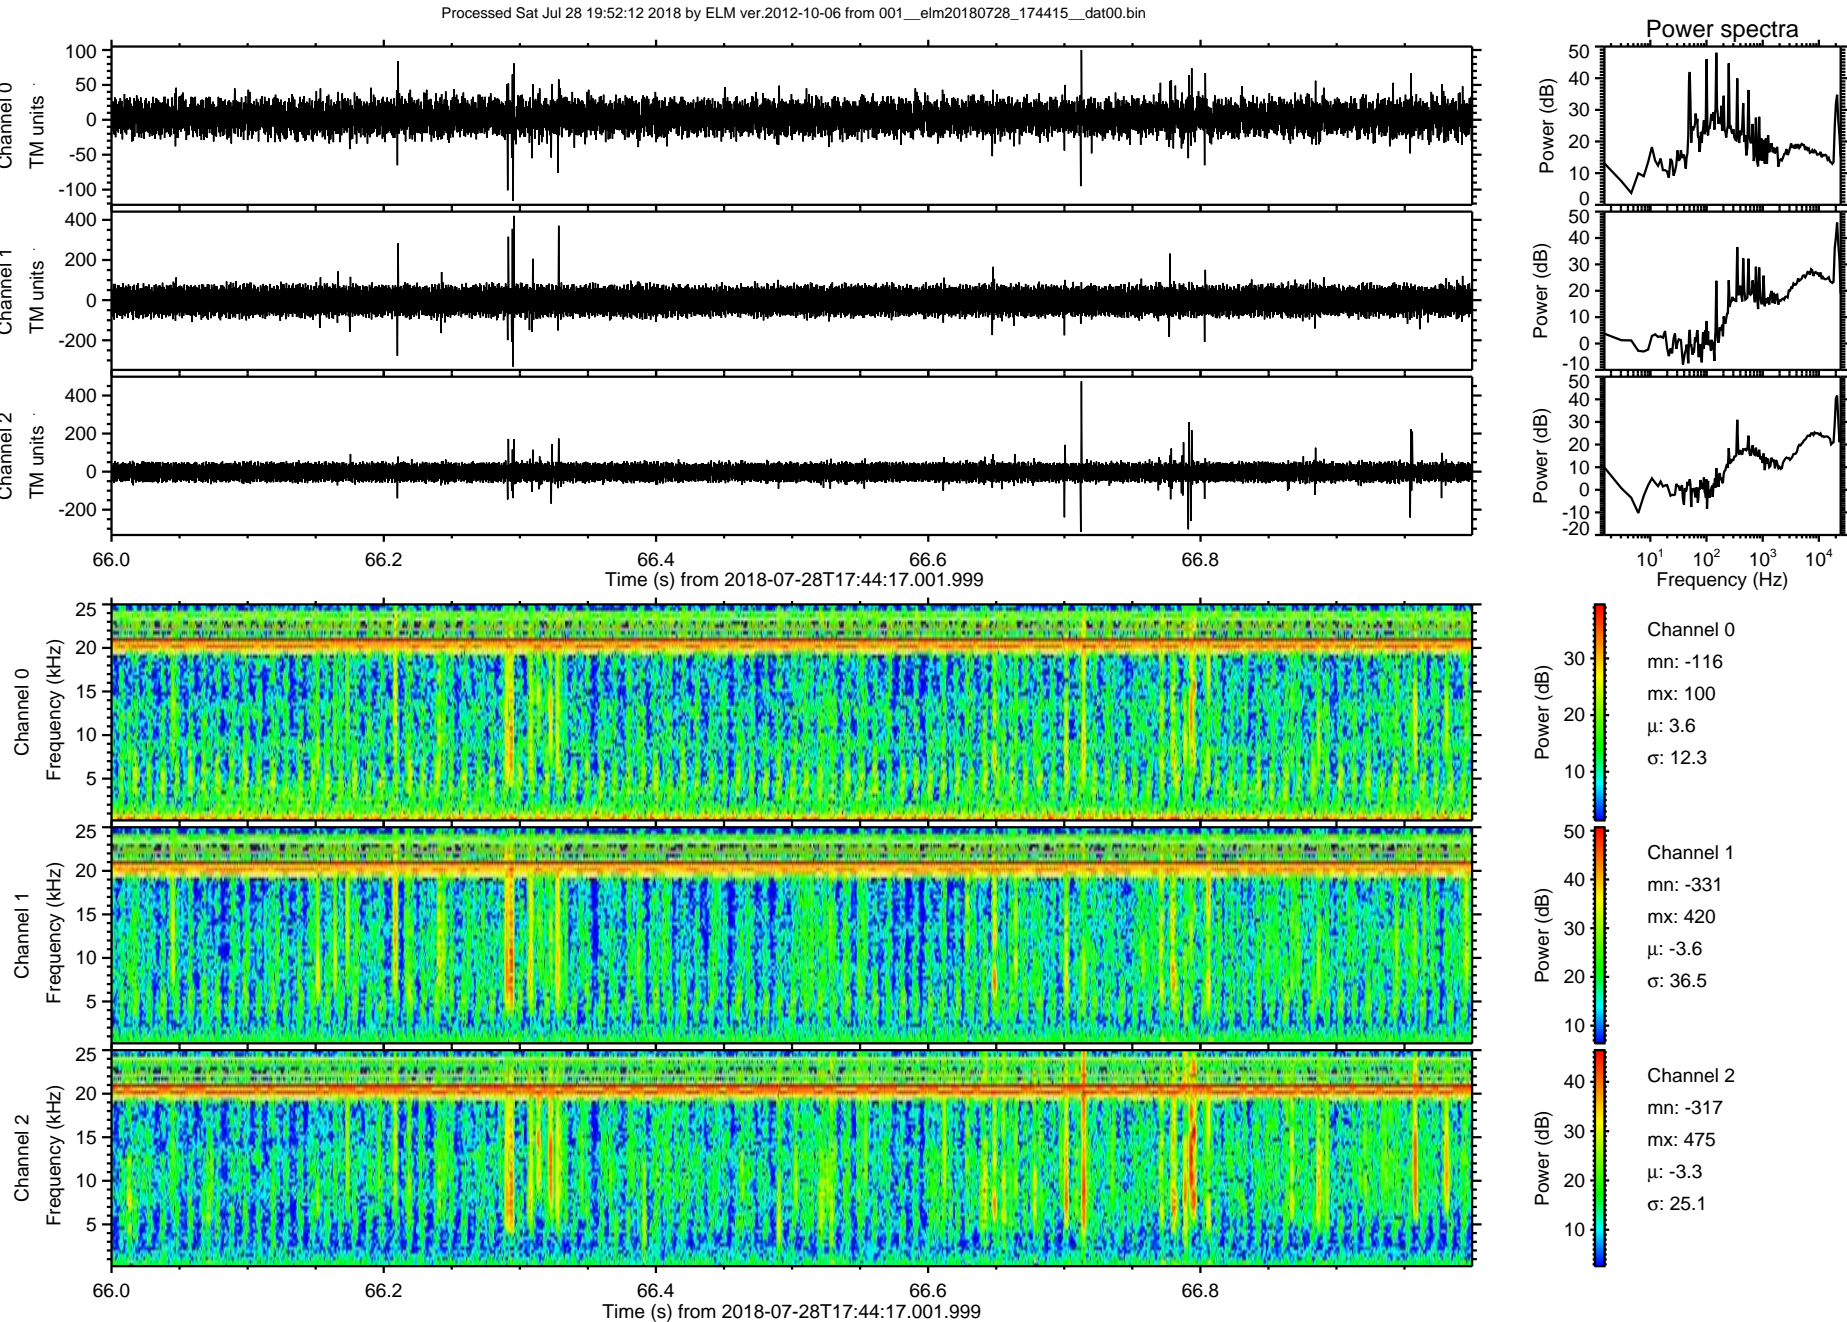 Processed Sat Jul 28 19:52:12 2018 by ELM ver.2012-10-06 from 001__elm20180728_174415__dat00.bin
Power spectra
Channel 0
TM units
100
50
0
-50
-100
Power (dB)
50
40
30
20
10
0
Channel 1
TM units
400
200
0
-200
Power (dB)
50
40
30
20
10
0
-10
Channel 2
TM units
400
200
0
-200
Power (dB)
50
40
30
20
10
0
-10
-20
66.0 66.2 66.4 66.6 66.8
Time (s) from 2018-07-28T17:44:17.001.999
10¹ 10² 10³ 10⁴
Frequency (Hz)
Channel 0
Frequency (kHz)
25
20
15
10
5
Power (dB)
30
20
10
Channel 0
mn: -116
mx: 100
μ: 3.6
σ: 12.3
Channel 1
Frequency (kHz)
25
20
15
10
5
Power (dB)
50
40
30
20
10
Channel 1
mn: -331
mx: 420
μ: -3.6
σ: 36.5
Channel 2
Frequency (kHz)
25
20
15
10
5
Power (dB)
40
30
20
10
Channel 2
mn: -317
mx: 475
μ: -3.3
σ: 25.1
66.0 66.2 66.4 66.6 66.8
Time (s) from 2018-07-28T17:44:17.001.999